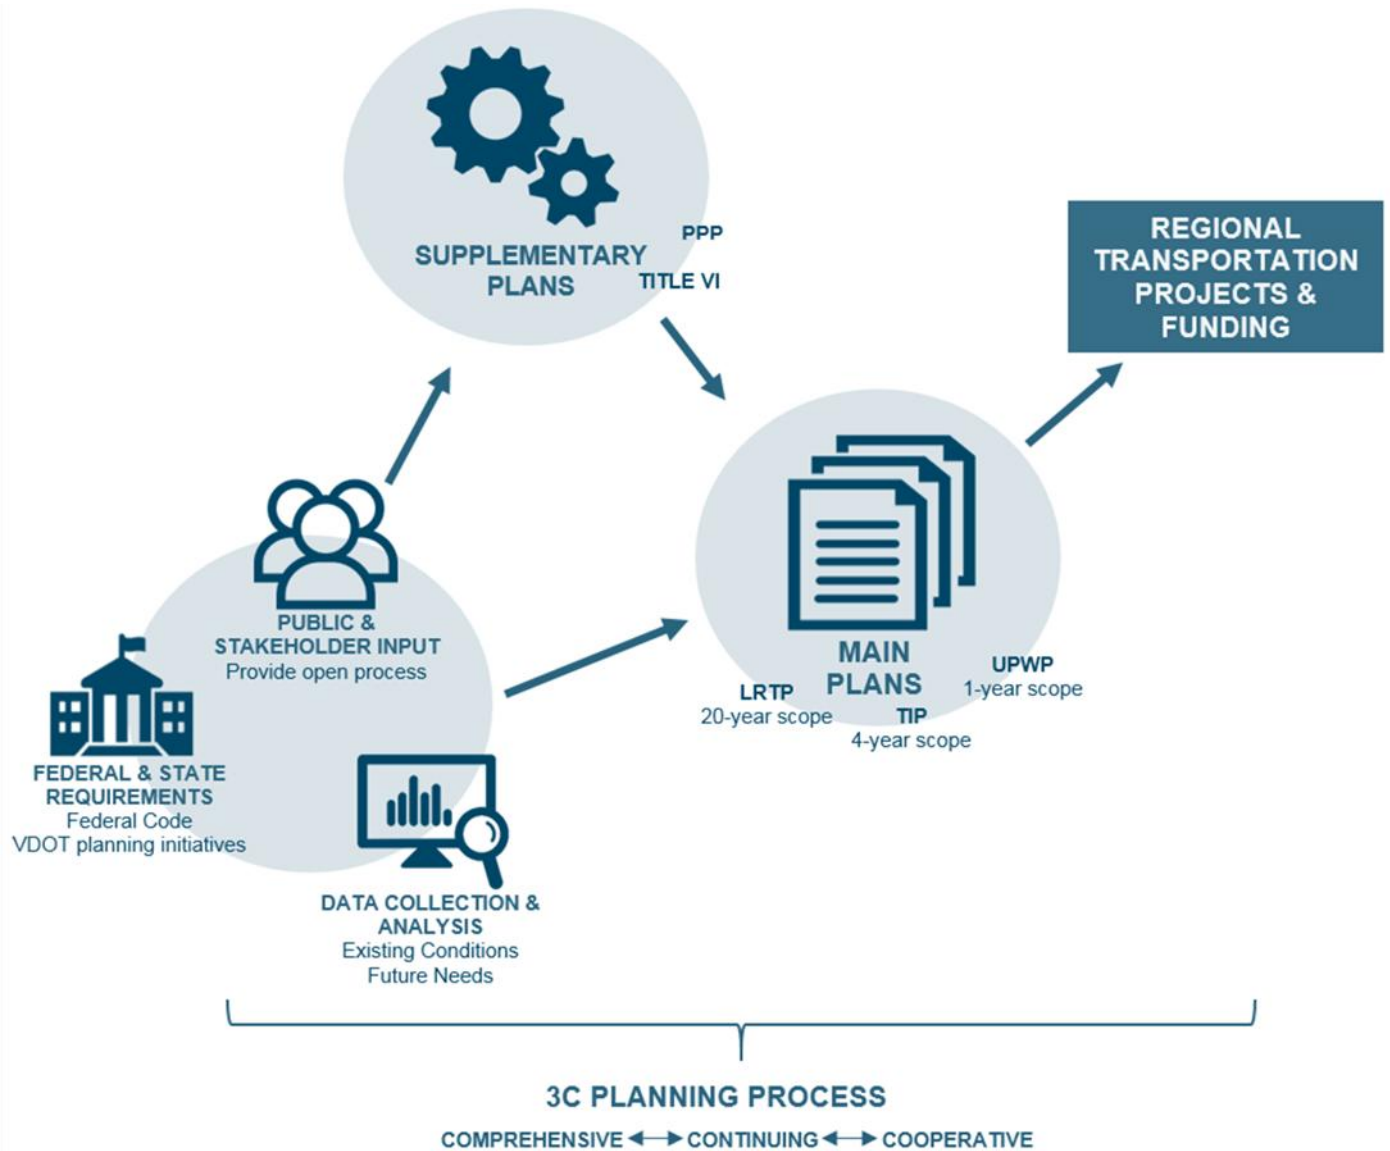 PPP
SUPPLEMENTARY
PLANS
TITLE VI
REGIONAL
TRANSPORTATION
PROJECTS &
FUNDING
PUBLIC &
STAKEHOLDER INPUT
Provide open process
FEDERAL & STATE
REQUIREMENTS
Federal Code
VDOT planning initiatives
DATA COLLECTION &
ANALYSIS
Existing Conditions
Future Needs
MAIN
PLANS
LRTP
20-year scope
TIP
4-year scope
UPWP
1-year scope
3C PLANNING PROCESS
COMPREHENSIVE CONTINUING COOPERATIVE